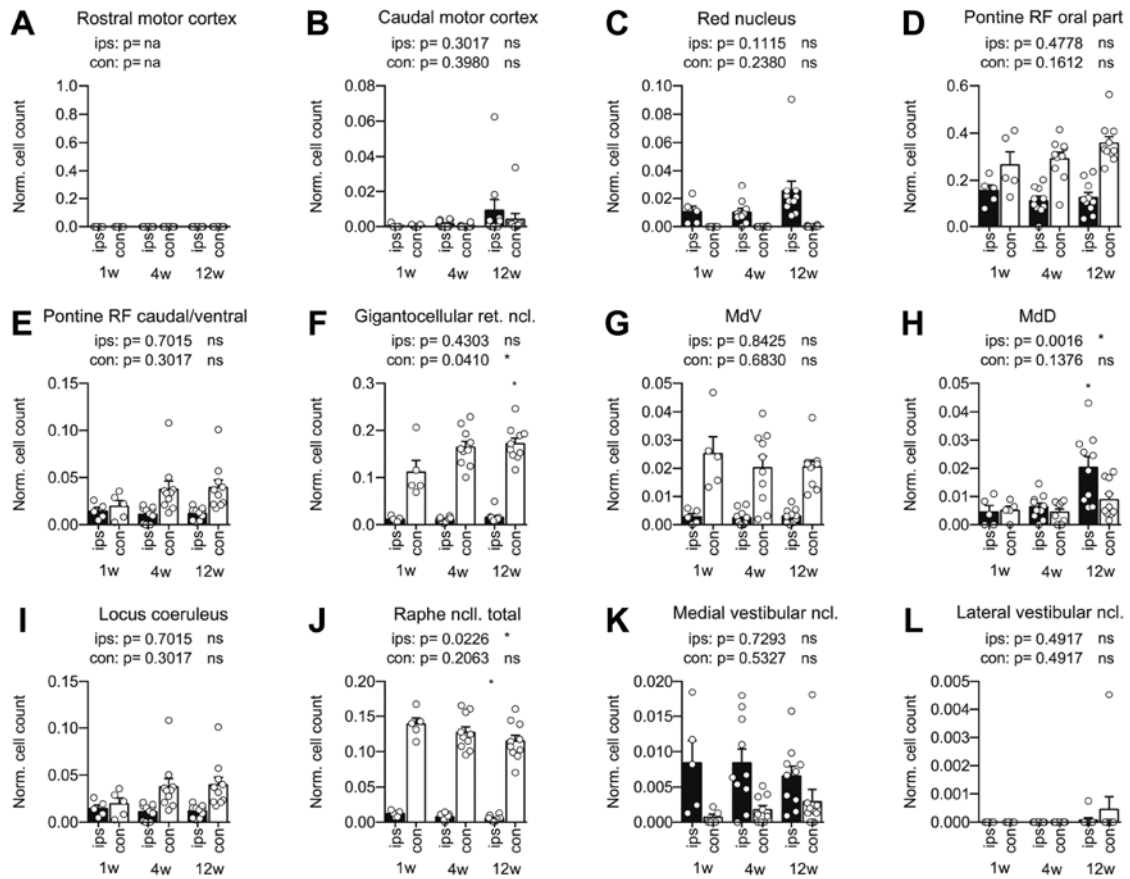 A Rostral motor cortex
ips: p= na
con: p= na
Norm. cell count
1.0
0.8
0.6
0.4
0.2
0.0
ips con ips con ips con
1w 4w 12w
B Caudal motor cortex
ips: p= 0.3017 ns
con: p= 0.3980 ns
Norm. cell count
0.08
0.06
0.04
0.02
0.00
ips con ips con ips con
1w 4w 12w
C Red nucleus
ips: p= 0.1115 ns
con: p= 0.2380 ns
Norm. cell count
0.10
0.08
0.06
0.04
0.02
0.00
ips con ips con ips con
1w 4w 12w
D Pontine RF oral part
ips: p= 0.4778 ns
con: p= 0.1612 ns
Norm. cell count
0.6
0.4
0.2
0.0
ips con ips con ips con
1w 4w 12w
E Pontine RF caudal/ventral
ips: p= 0.7015 ns
con: p= 0.3017 ns
Norm. cell count
0.15
0.10
0.05
0.00
ips con ips con ips con
1w 4w 12w
F Gigantocellular ret. ncl.
ips: p= 0.4303 ns
con: p= 0.0410 *
*
Norm. cell count
0.3
0.2
0.1
0.0
ips con ips con ips con
1w 4w 12w
G MdV
ips: p= 0.8425 ns
con: p= 0.6830 ns
Norm. cell count
0.05
0.04
0.03
0.02
0.01
0.00
ips con ips con ips con
1w 4w 12w
H MdD
ips: p= 0.0016 *
con: p= 0.1376 ns
*
Norm. cell count
0.05
0.04
0.03
0.02
0.01
0.00
ips con ips con ips con
1w 4w 12w
I Locus coeruleus
ips: p= 0.7015 ns
con: p= 0.3017 ns
Norm. cell count
0.15
0.10
0.05
0.00
ips con ips con ips con
1w 4w 12w
J Raphe ncll. total
ips: p= 0.0226 *
con: p= 0.2063 ns
*
Norm. cell count
0.20
0.15
0.10
0.05
0.00
ips con ips con ips con
1w 4w 12w
K Medial vestibular ncl.
ips: p= 0.7293 ns
con: p= 0.5327 ns
Norm. cell count
0.020
0.015
0.010
0.005
0.000
ips con ips con ips con
1w 4w 12w
L Lateral vestibular ncl.
ips: p= 0.4917 ns
con: p= 0.4917 ns
Norm. cell count
0.005
0.004
0.003
0.002
0.001
0.000
ips con ips con ips con
1w 4w 12w